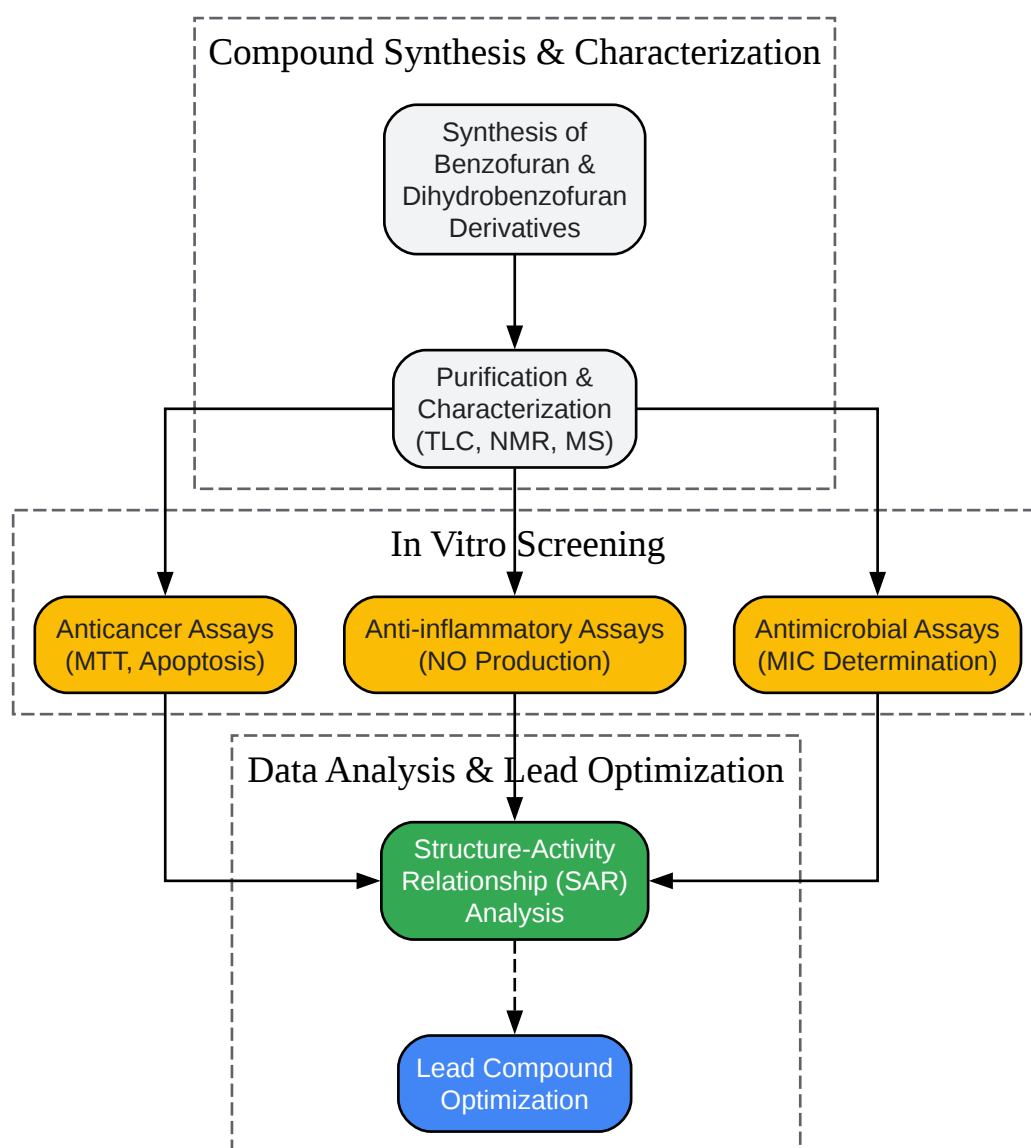 Compound Synthesis & Characterization
Synthesis of
Benzofuran &
Dihydrobenzofuran
Derivatives
Purification &
Characterization
(TLC, NMR, MS)
In Vitro Screening
Anticancer Assays
(MTT, Apoptosis)
Anti-inflammatory Assays
(NO Production)
Antimicrobial Assays
(MIC Determination)
Data Analysis & Lead Optimization
Structure-Activity
Relationship (SAR)
Analysis
Lead Compound
Optimization